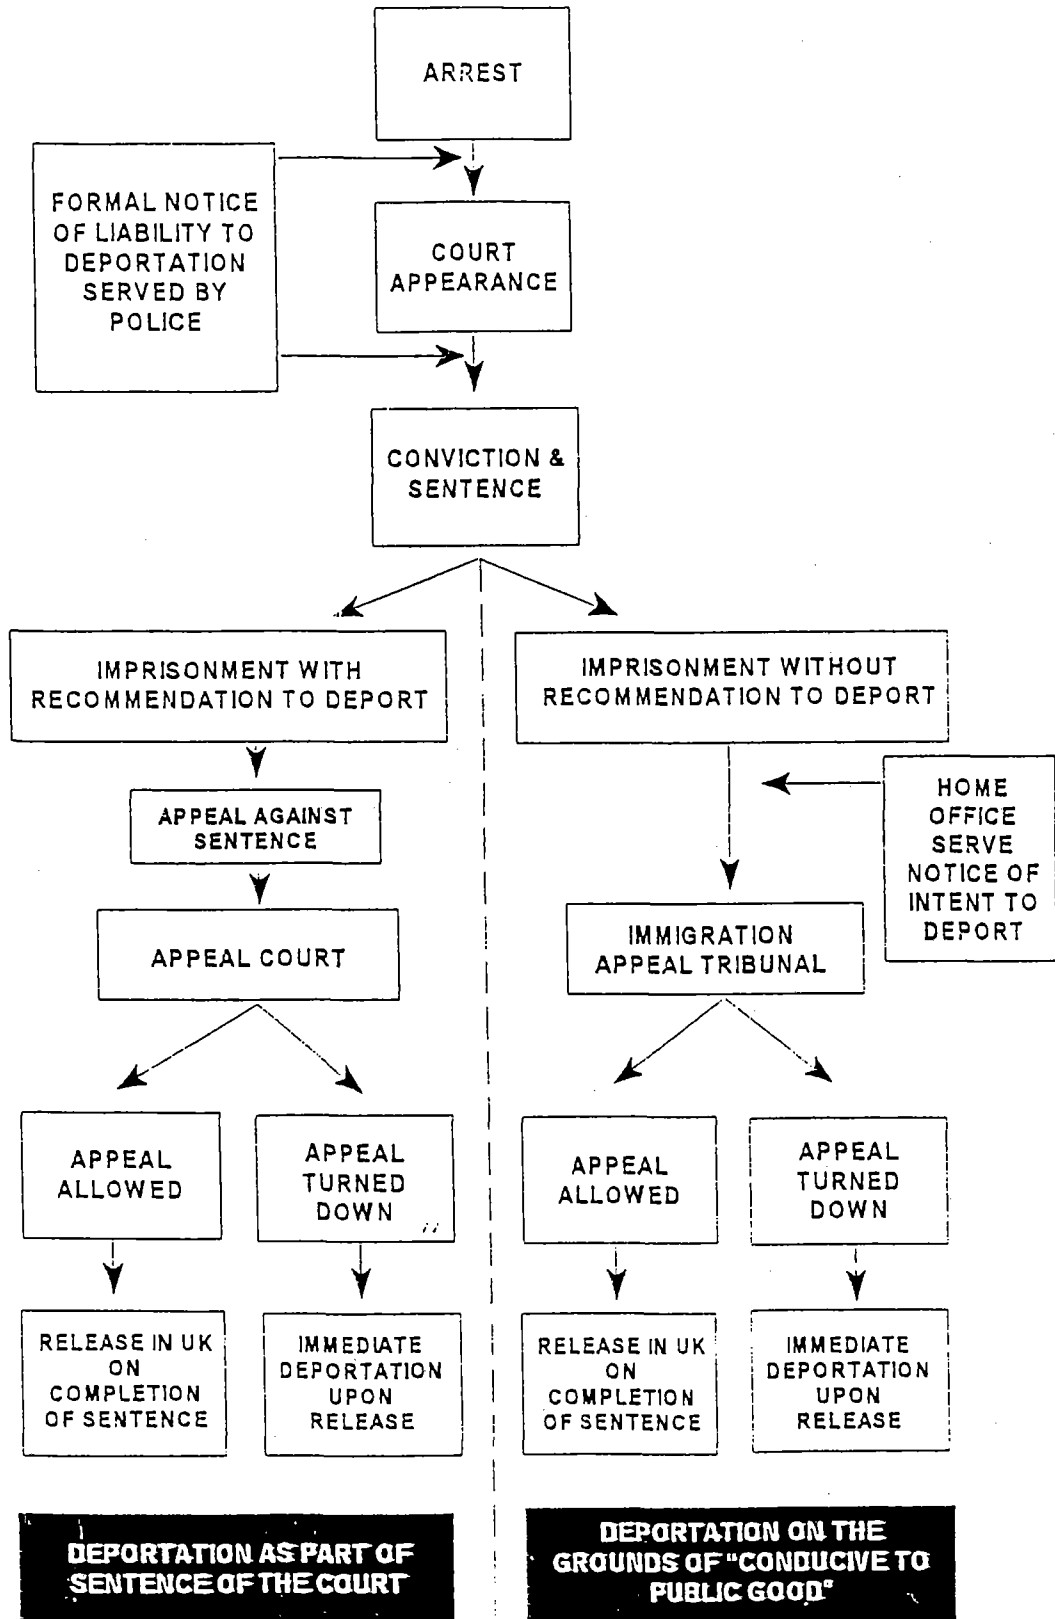 ARREST
FORMAL NOTICE
OF LIABILITY TO
DEPORTATION
SERVED BY
POLICE
COURT
APPEARANCE
CONVICTION &
SENTENCE
IMPRISONMENT WITH
RECOMMENDATION TO DEPORT
IMPRISONMENT WITHOUT
RECOMMENDATION TO DEPORT
APPEAL AGAINST
SENTENCE
HOME
OFFICE
SERVE
NOTICE OF
INTENT TO
DEPORT
APPEAL COURT
IMMIGRATION
APPEAL TRIBUNAL
APPEAL
ALLOWED
APPEAL
TURNED
DOWN
APPEAL
ALLOWED
APPEAL
TURNED
DOWN
RELEASE IN UK
ON
COMPLETION
OF SENTENCE
IMMEDIATE
DEPORTATION
UPON
RELEASE
RELEASE IN UK
ON
COMPLETION
OF SENTENCE
IMMEDIATE
DEPORTATION
UPON
RELEASE
DEPORTATION AS PART OF
SENTENCE OF THE COURT
DEPORTATION ON THE
GROUNDS OF "CONDUCIVE TO
PUBLIC GOOD"